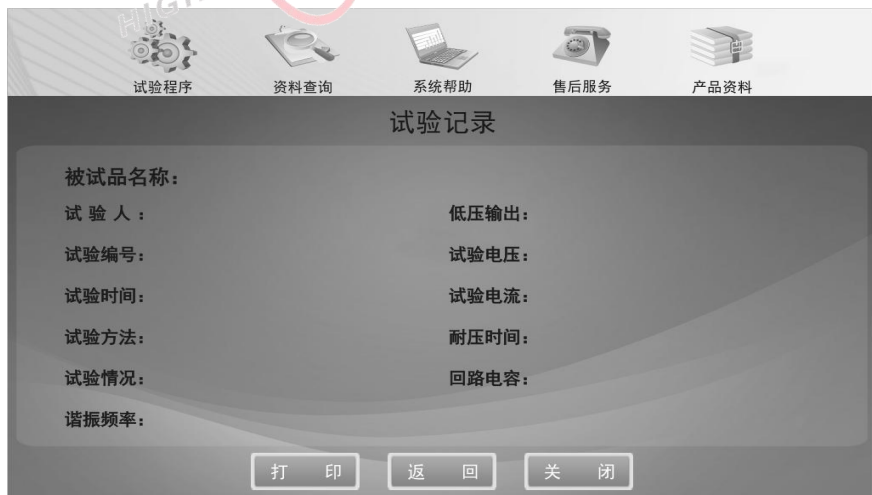 HIGH
试验程序 资料查询 系统帮助 售后服务 产品资料
试验记录
被试品名称：
试 验 人： 低压输出：
试验编号： 试验电压：
试验时间： 试验电流：
试验方法： 耐压时间：
试验情况： 回路电容：
谐振频率：
打 印 返 回 关 闭